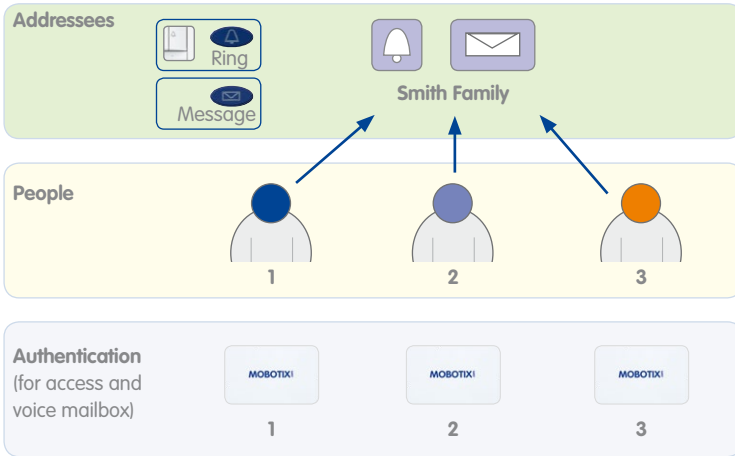 Addressees
Ring
Message
Smith Family
People
1
2
3
Authentication
(for access and
voice mailbox)
MOBOTIX
MOBOTIX
MOBOTIX
1
2
3